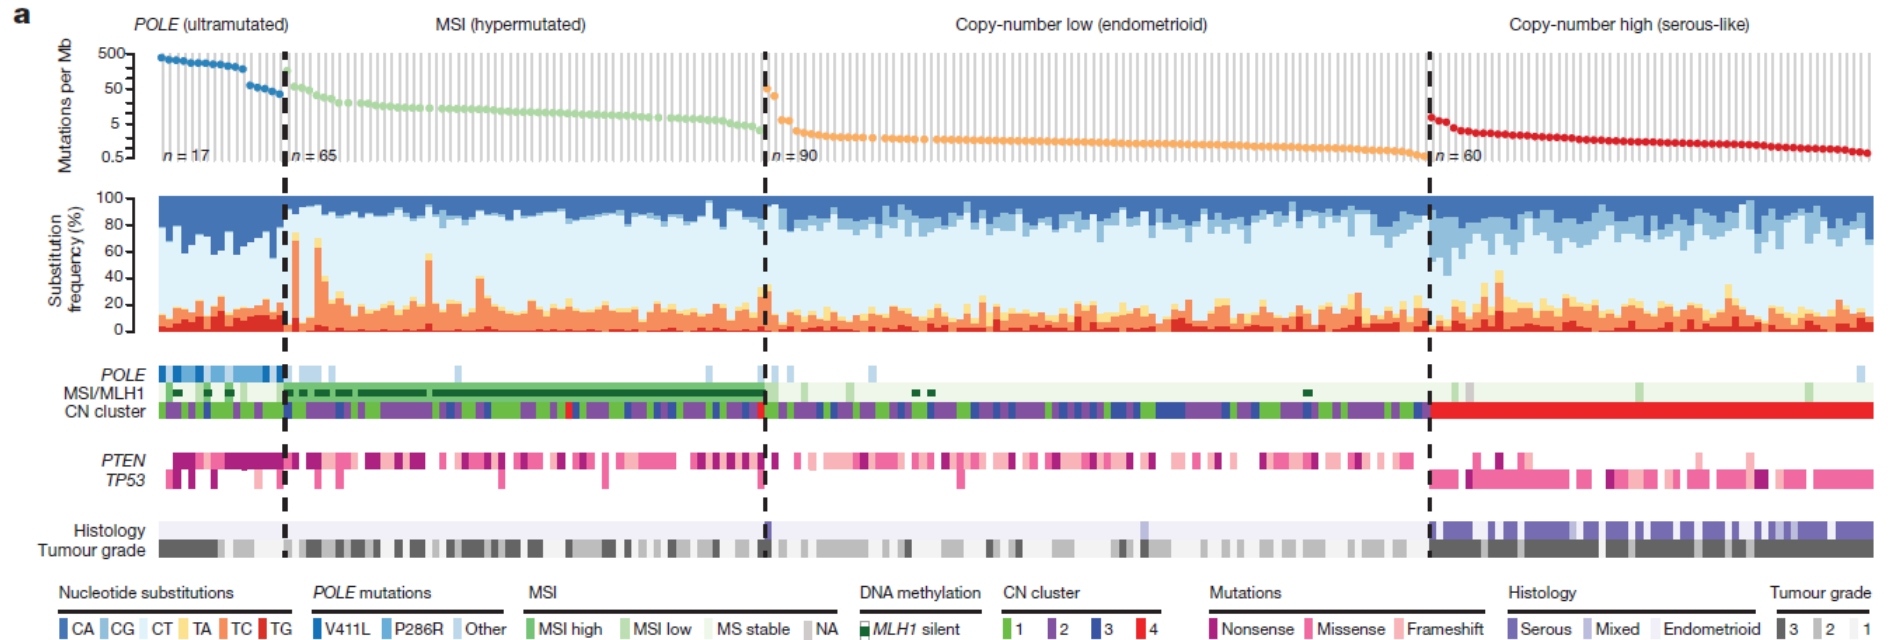 a
POLE (ultramutated) MSI (hypermutated) Copy-number low (endometrioid) Copy-number high (serous-like)
Mutations per Mb
500
50
5
0.5
n = 17 n = 65 n = 90 n = 60
Substitution
frequency (%)
100
80
60
40
20
0
POLE
MSI/MLH1
CN cluster
PTEN
TP53
Histology
Tumour grade
Nucleotide substitutions POLE mutations MSI DNA methylation CN cluster Mutations Histology Tumour grade
CA CG CT TA TC TG V411L P286R Other MSI high MSI low MS stable NA MLH1 silent 1 2 3 4 Nonsense Missense Frameshift Serous Mixed Endometrioid 3 2 1